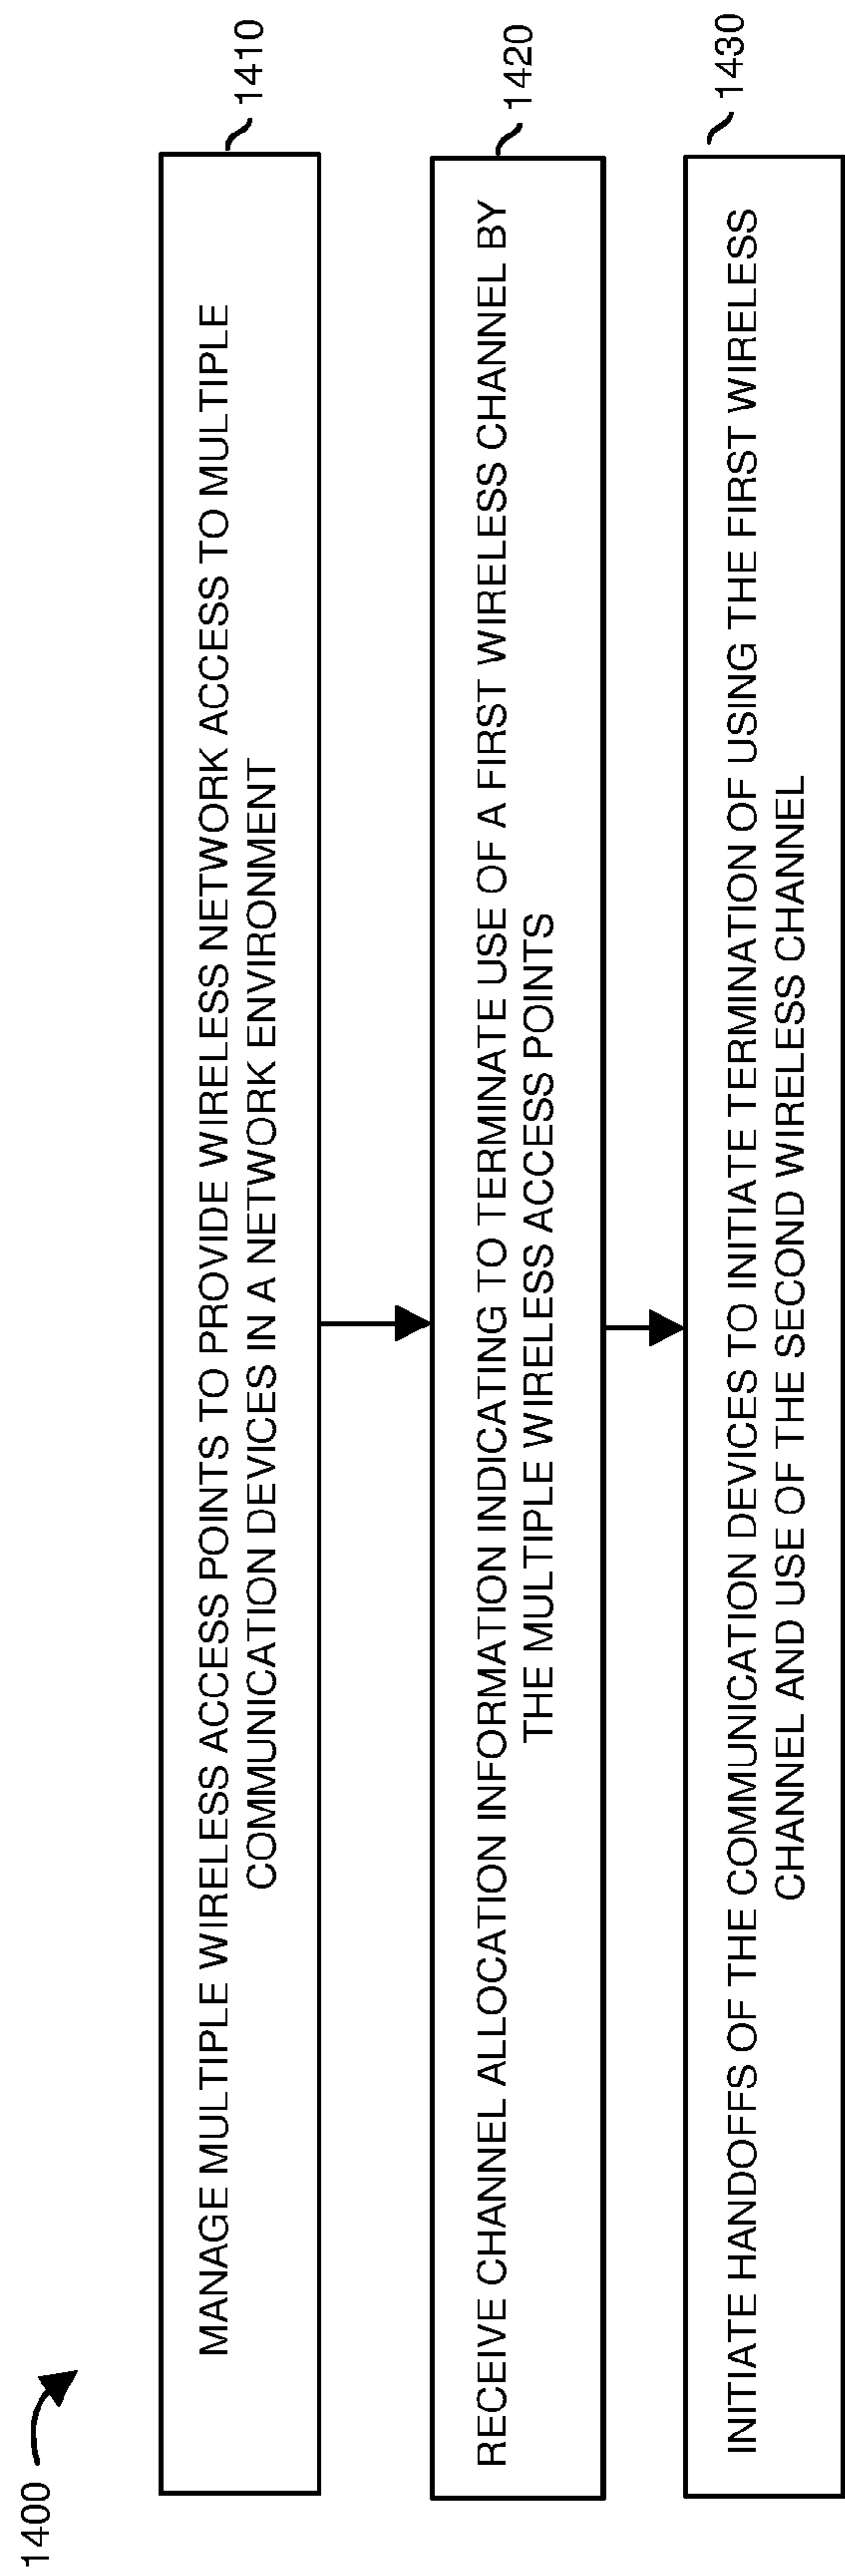 1400
1410
MANAGE MULTIPLE WIRELESS ACCESS POINTS TO PROVIDE WIRELESS NETWORK ACCESS TO MULTIPLE
COMMUNICATION DEVICES IN A NETWORK ENVIRONMENT
1420
RECEIVE CHANNEL ALLOCATION INFORMATION INDICATING TO TERMINATE USE OF A FIRST WIRELESS CHANNEL BY
THE MULTIPLE WIRELESS ACCESS POINTS
1430
INITIATE HANDOFFS OF THE COMMUNICATION DEVICES TO INITIATE TERMINATION OF USING THE FIRST WIRELESS
CHANNEL AND USE OF THE SECOND WIRELESS CHANNEL